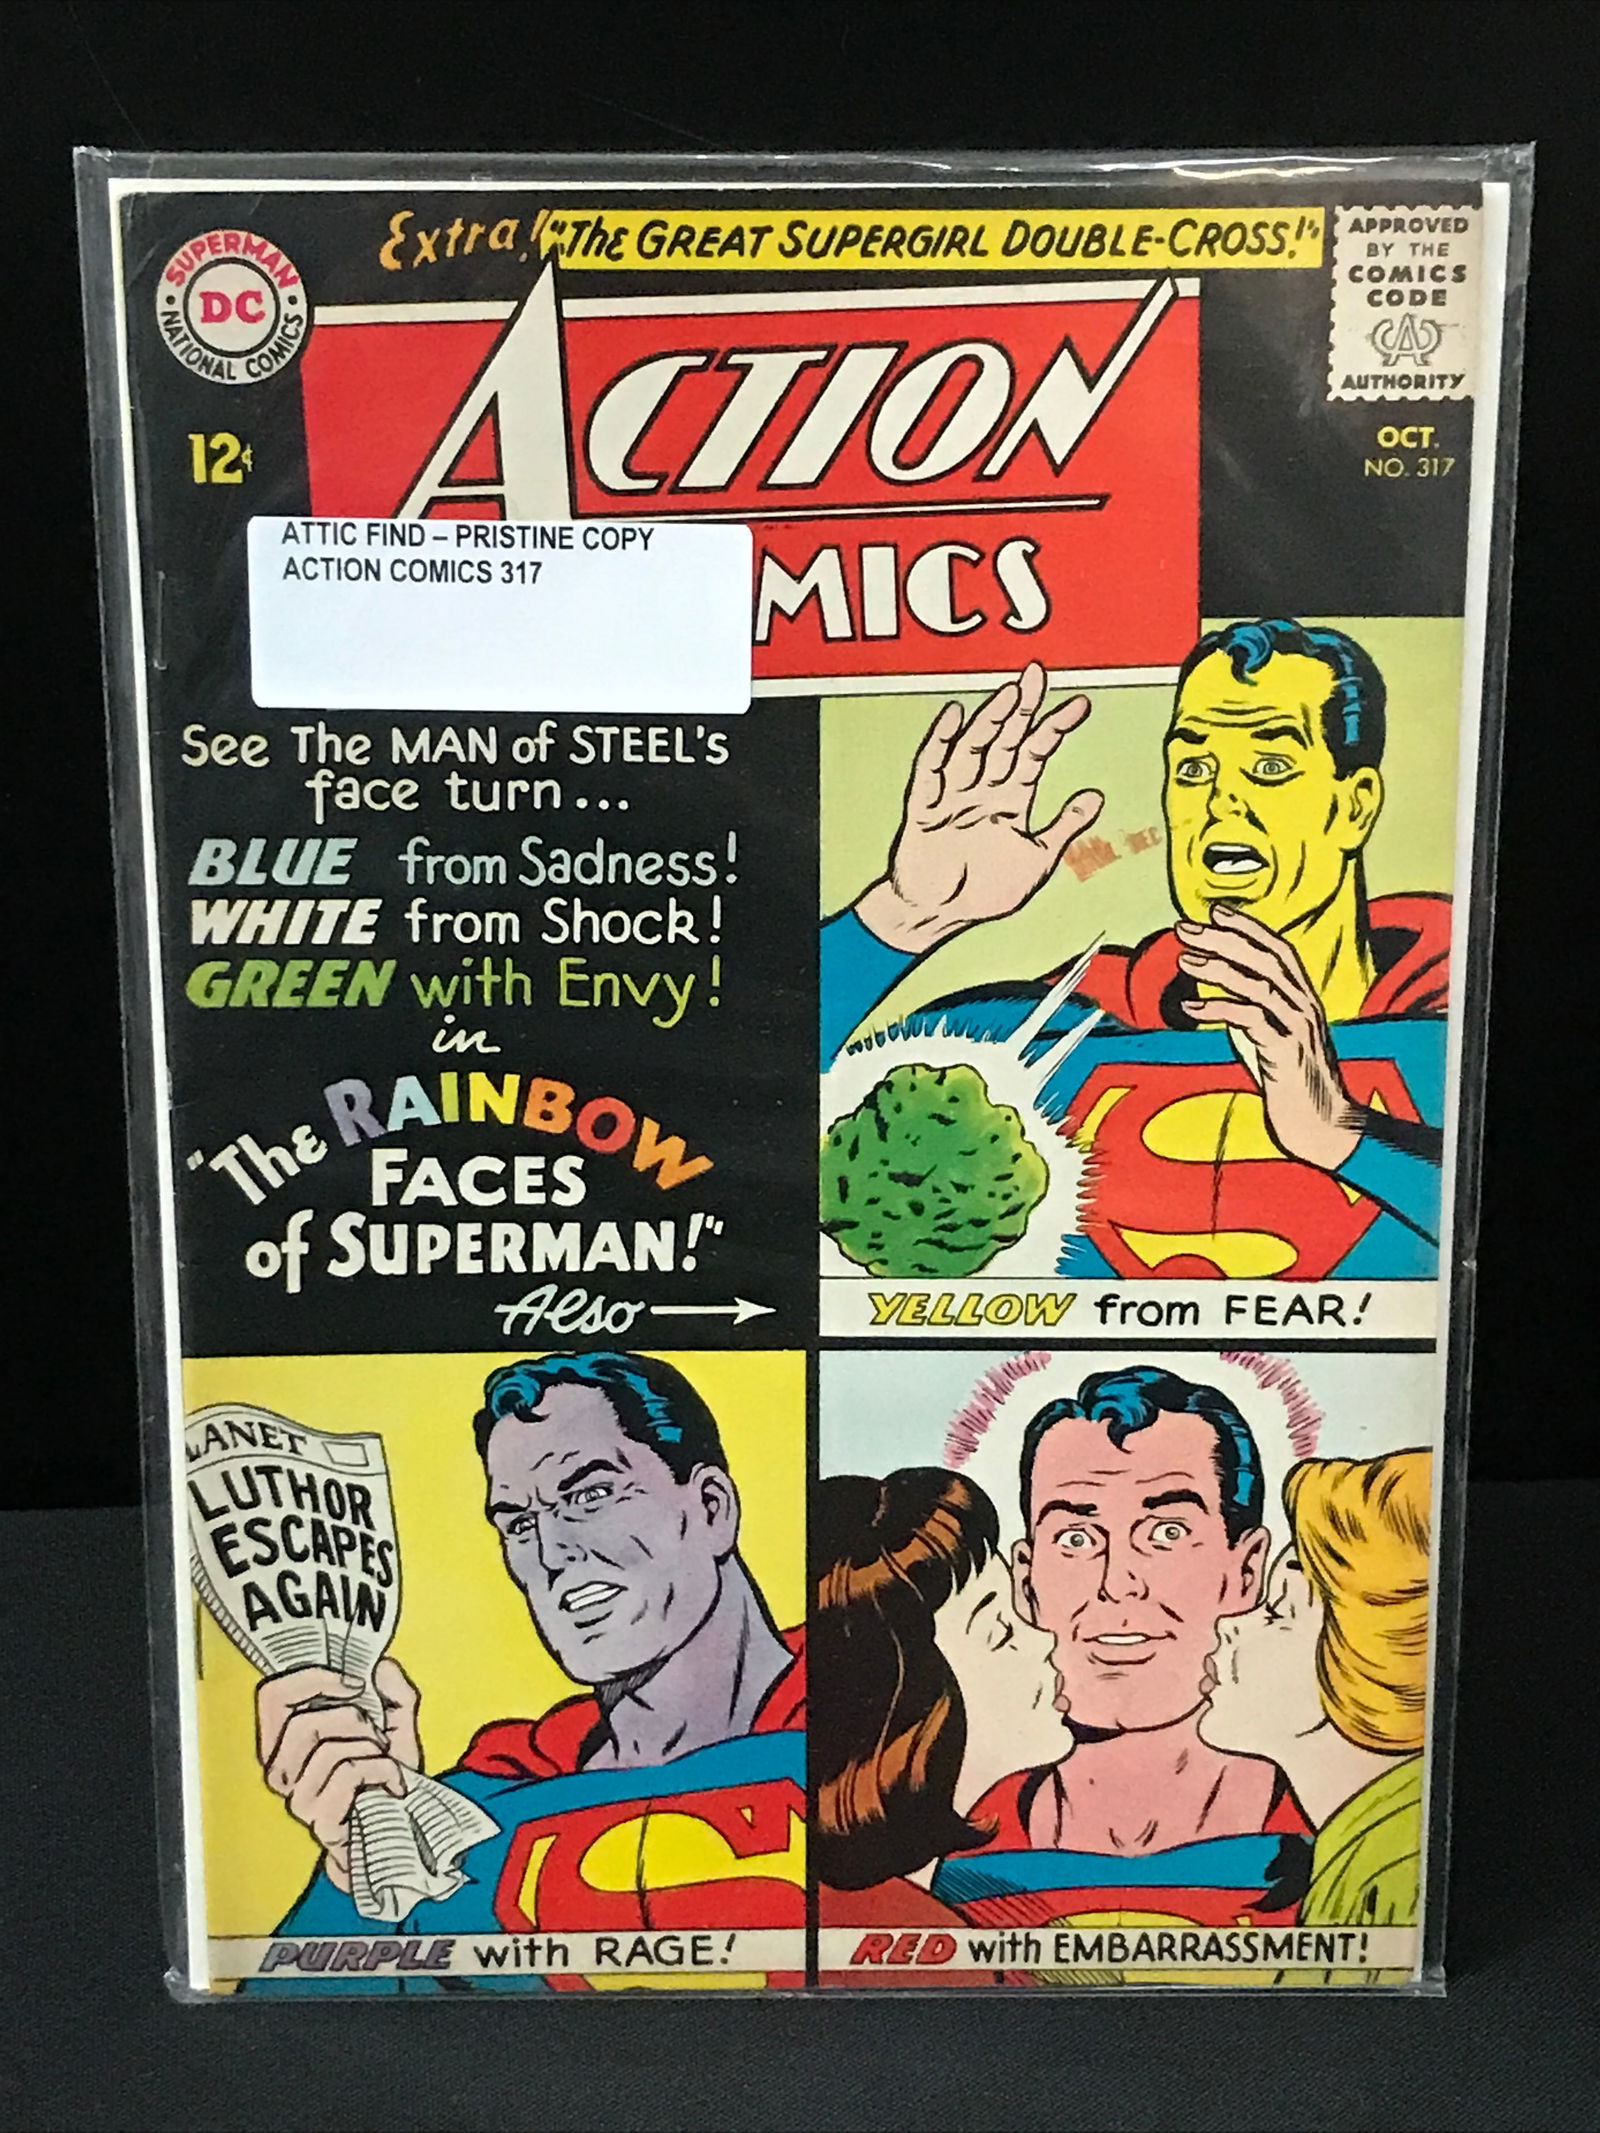 Extra! "The GREAT SUPERGIRL DOUBLE-CROSS!"
SUPERMAN
DC
NATIONAL COMICS
APPROVED
BY THE
COMICS
CODE
AUTHORITY
ACTION
12¢
OCT.
NO. 317
ATTIC FIND – PRISTINE COPY
ACTION COMICS 317
MICS
See The MAN of STEEL's
face turn...
BLUE from Sadness!
WHITE from Shock!
GREEN with Envy!
in
"The RAINBOW
FACES
of SUPERMAN!"
Also
YELLOW from FEAR!
LANET
LUTHOR
ESCAPES
AGAIN
PURPLE with RAGE!
RED with EMBARRASSMENT!